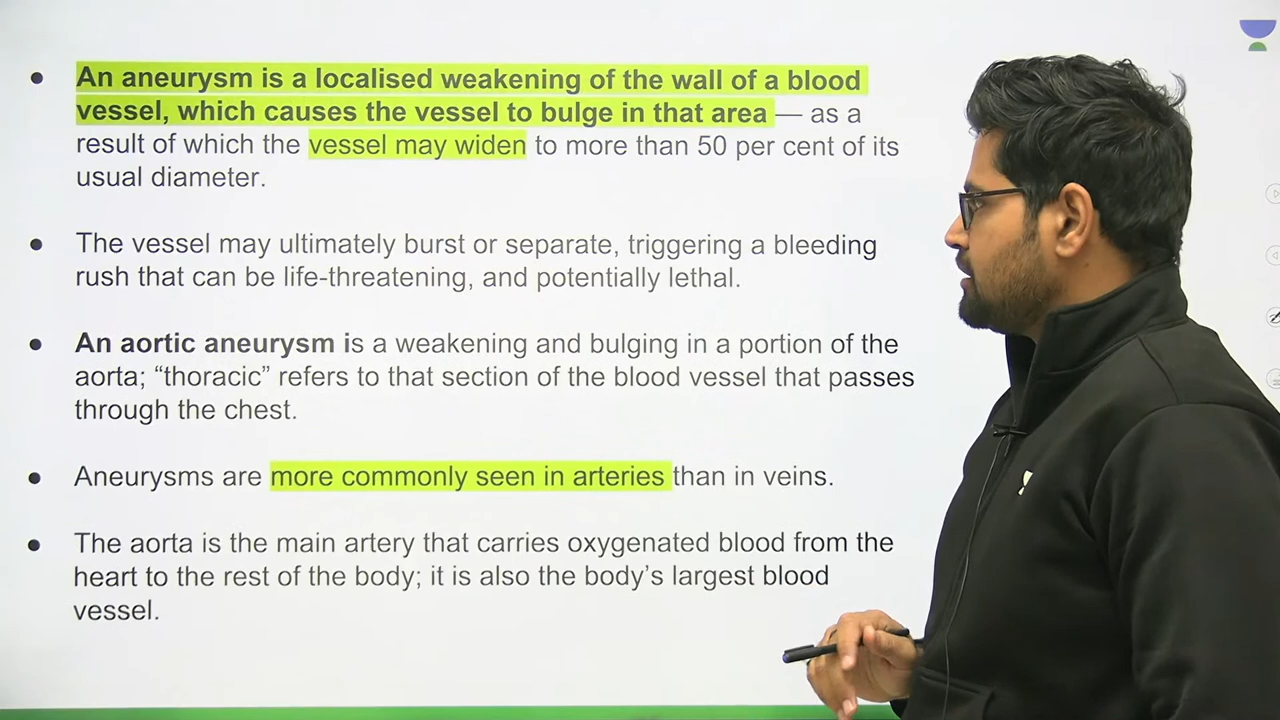 ● An aneurysm is a localised weakening of the wall of a blood
vessel, which causes the vessel to bulge in that area — as a
result of which the vessel may widen to more than 50 per cent of its
usual diameter.
● The vessel may ultimately burst or separate, triggering a bleeding
rush that can be life-threatening, and potentially lethal.
● An aortic aneurysm is a weakening and bulging in a portion of the
aorta; “thoracic” refers to that section of the blood vessel that passes
through the chest.
● Aneurysms are more commonly seen in arteries than in veins.
● The aorta is the main artery that carries oxygenated blood from the
heart to the rest of the body; it is also the body’s largest blood
vessel.